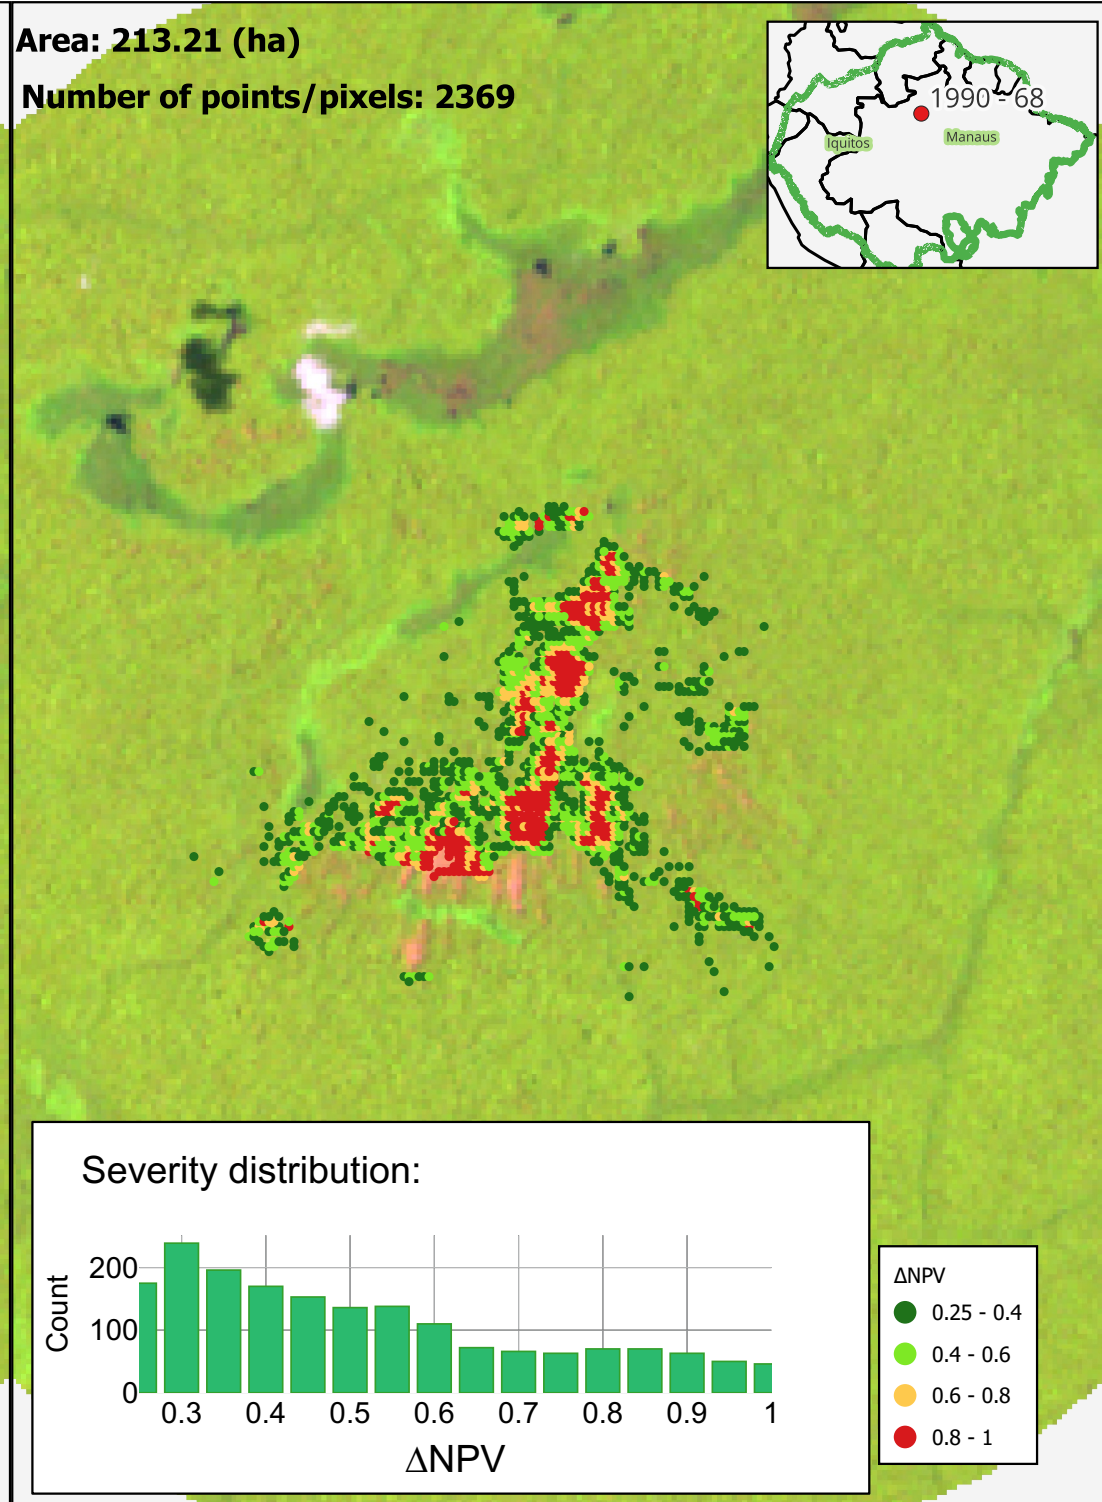 Area: 213.21 (ha)
Number of points/pixels: 2369
1990 - 68
Iquitos
Manaus
Severity distribution:
Count
200
100
0
0.3 0.4 0.5 0.6 0.7 0.8 0.9 1
ΔNPV
ΔNPV
0.25 - 0.4
0.4 - 0.6
0.6 - 0.8
0.8 - 1